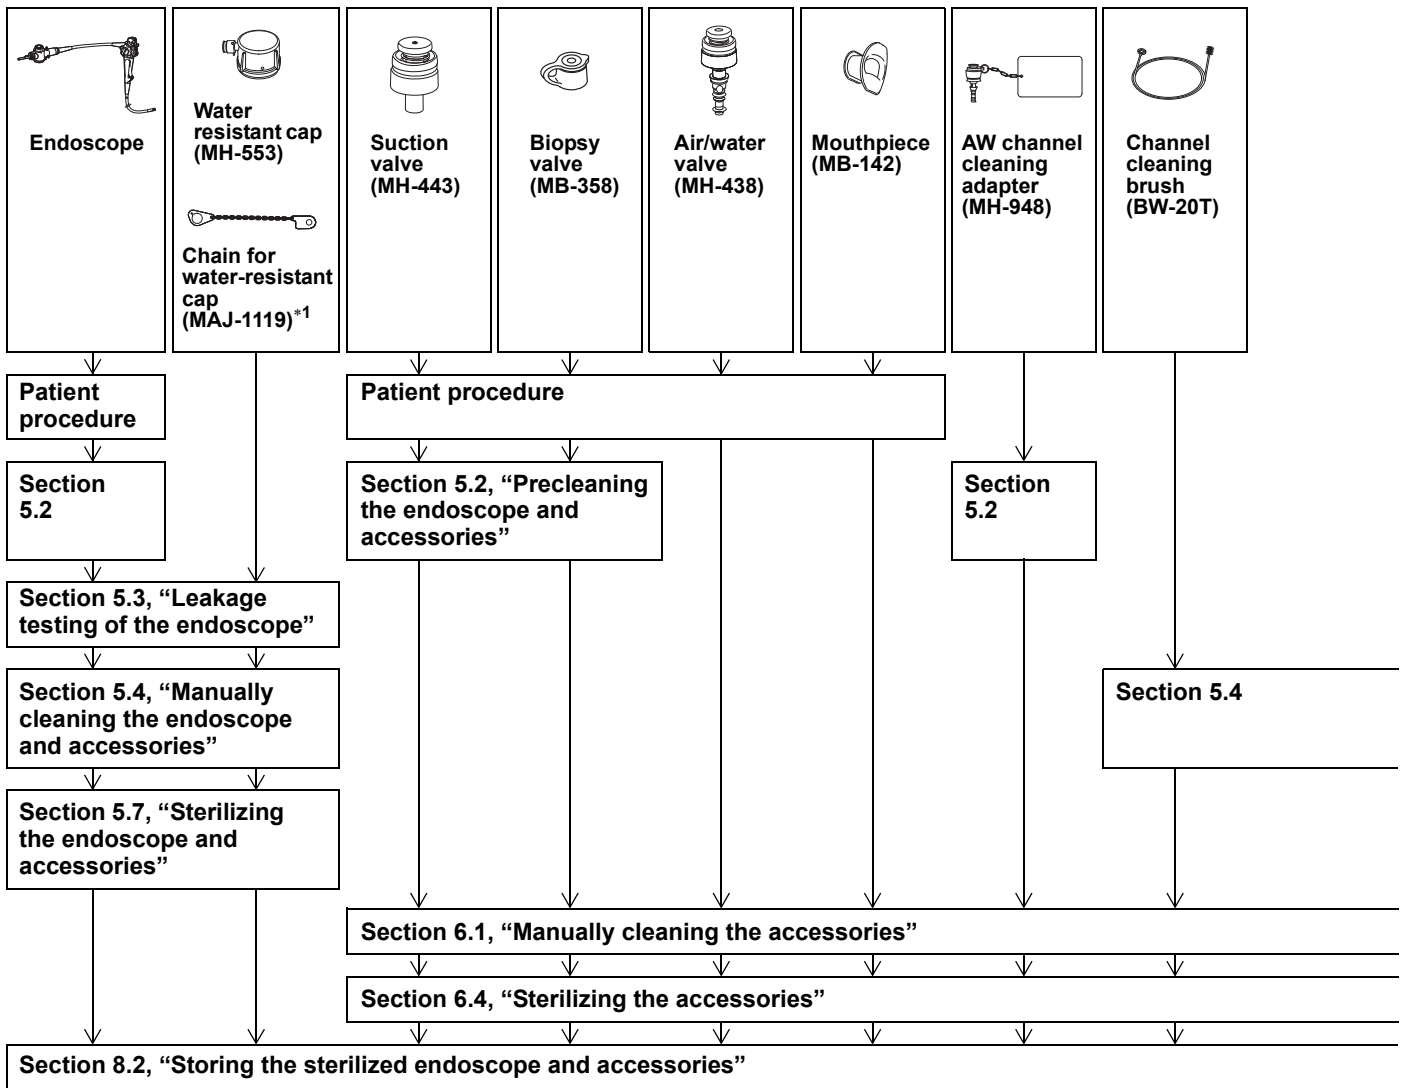 Endoscope
Water
resistant cap
(MH-553)
Chain for
water-resistant
cap
(MAJ-1119)*1
Suction
valve
(MH-443)
Biopsy
valve
(MB-358)
Air/water
valve
(MH-438)
Mouthpiece
(MB-142)
AW channel
cleaning
adapter
(MH-948)
Channel
cleaning
brush
(BW-20T)
Patient
procedure
Patient procedure
Section
5.2
Section 5.2, “Precleaning
the endoscope and
accessories”
Section
5.2
Section 5.3, “Leakage
testing of the endoscope”
Section 5.4, “Manually
cleaning the endoscope
and accessories”
Section 5.4
Section 5.7, “Sterilizing
the endoscope and
accessories”
Section 6.1, “Manually cleaning the accessories”
Section 6.4, “Sterilizing the accessories”
Section 8.2, “Storing the sterilized endoscope and accessories”